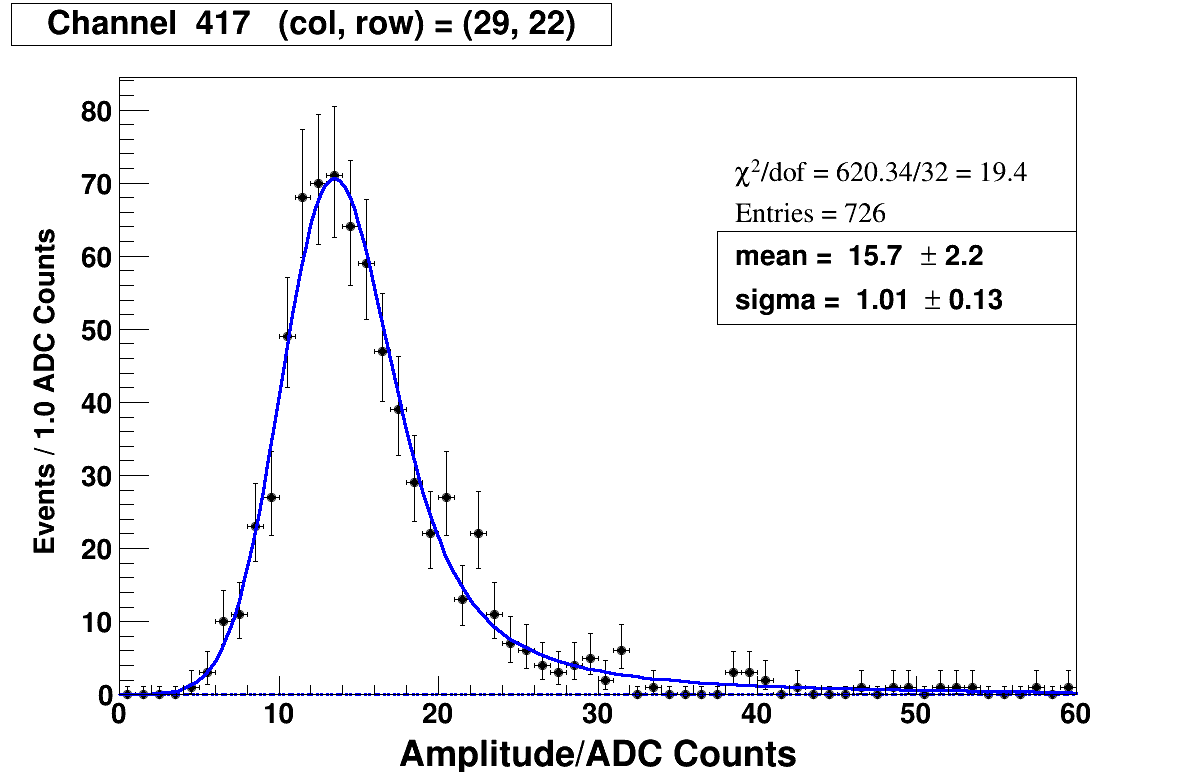 Channel 417 (col, row) = (29, 22)
80
70
60
50
40
30
20
10
0
Events / 1.0 ADC Counts
χ²/dof = 620.34/32 = 19.4
Entries = 726
mean = 15.7 ± 2.2
sigma = 1.01 ± 0.13
0 10 20 30 40 50 60
Amplitude/ADC Counts